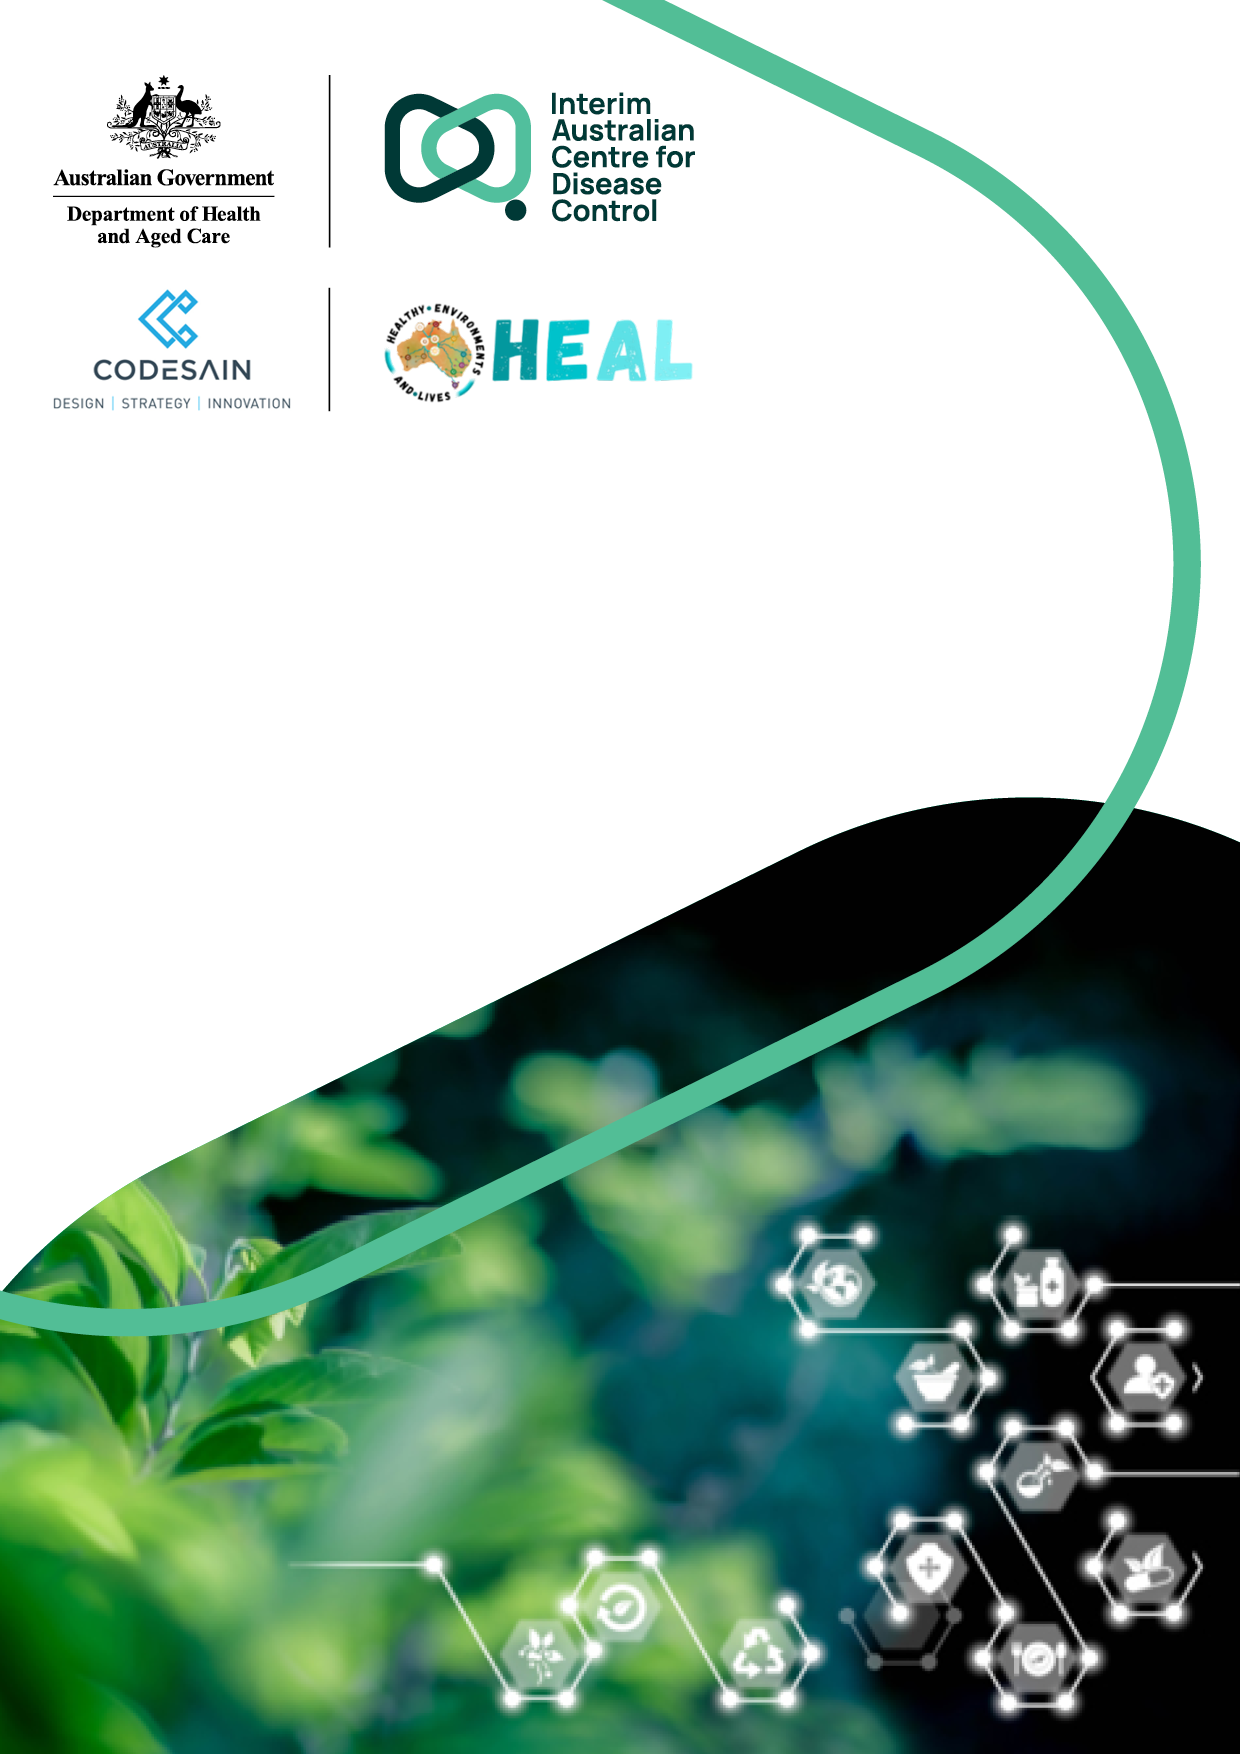 AUSTRALIA
Australian Government
Department of Health
and Aged Care
Interim
Australian
Centre for
Disease
Control
CODESAIN
DESIGN | STRATEGY | INNOVATION
HEALTHY • ENVIRONMENTS
AND • LIVES
HEAL